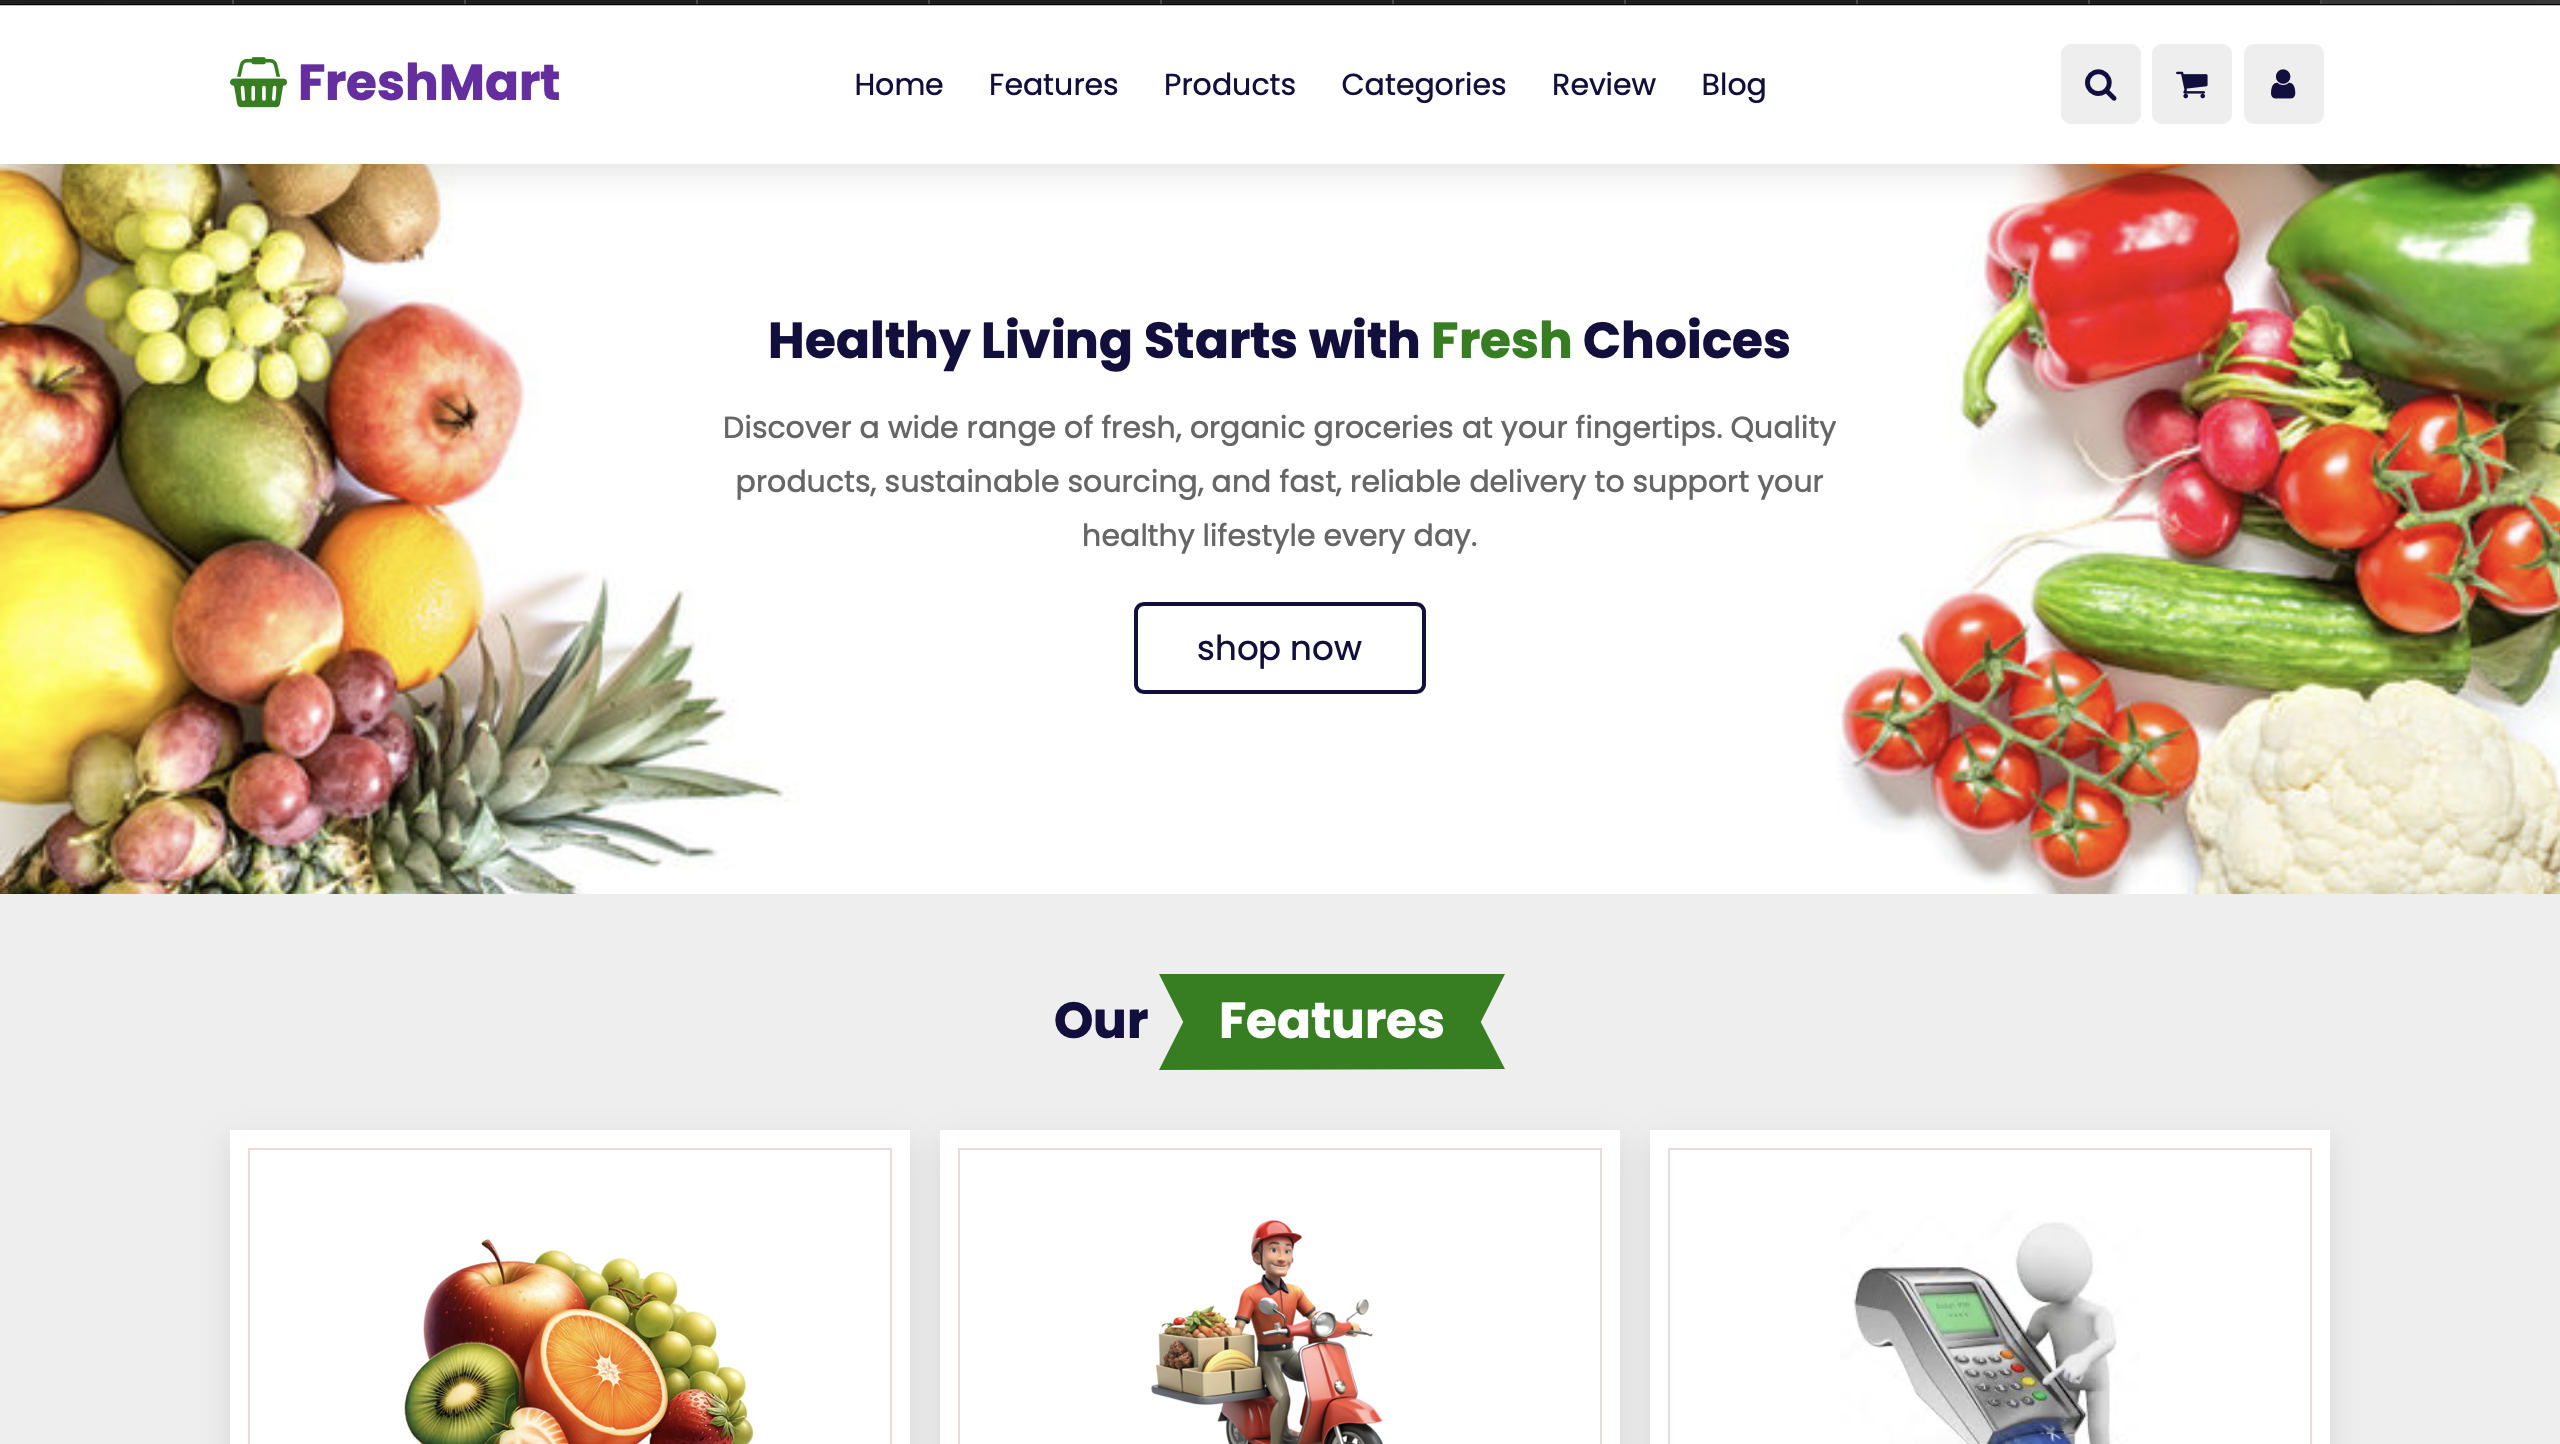 FreshMart
Home Features Products Categories Review Blog
Healthy Living Starts with Fresh Choices
Discover a wide range of fresh, organic groceries at your fingertips. Quality
products, sustainable sourcing, and fast, reliable delivery to support your
healthy lifestyle every day.
shop now
Our Features